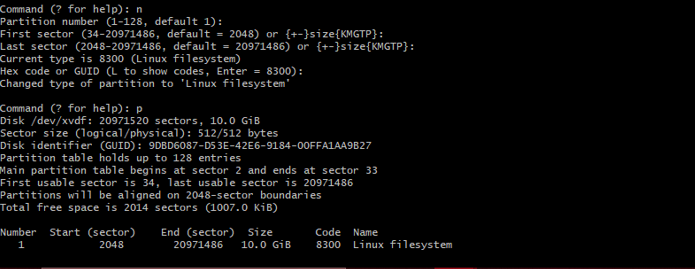 Command (? for help): n
Partition number (1-128, default 1):
First sector (34-20971486, default = 2048) or {+-}size{KMGTP}:
Last sector (2048-20971486, default = 20971486) or {+-}size{KMGTP}:
Current type is 8300 (Linux filesystem)
Hex code or GUID (L to show codes, Enter = 8300):
Changed type of partition to 'Linux filesystem'

Command (? for help): p
Disk /dev/xvdf: 20971520 sectors, 10.0 GiB
Sector size (logical/physical): 512/512 bytes
Disk identifier (GUID): 9DBD6087-D53E-42E6-9184-00FFA1AA9B27
Partition table holds up to 128 entries
Main partition table begins at sector 2 and ends at sector 33
First usable sector is 34, last usable sector is 20971486
Partitions will be aligned on 2048-sector boundaries
Total free space is 2014 sectors (1007.0 KiB)

Number  Start (sector)    End (sector)  Size       Code  Name
   1            2048        20971486   10.0 GiB    8300  Linux filesystem